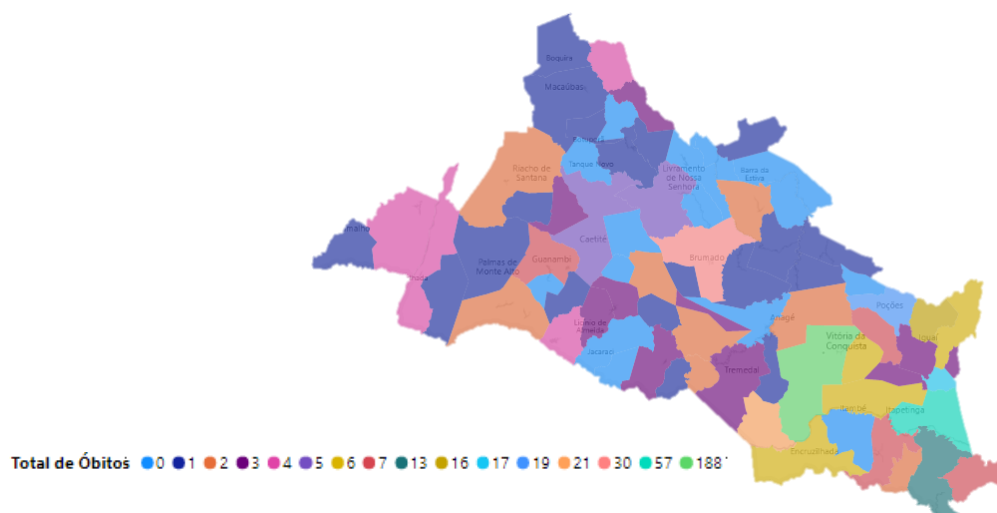 Boquira
Macaúbas
Tanque Novo
Riacho de
Santana
Livramento
de Nossa
Senhora
Barra da
Estiva
Caetité
Palmas de
Monte Alto
Guanambi
Brumado
Licínio de
Almeida
Jacaraci
Tremedal
Anagé
Poções
Vitória da
Conquista
Itapetinga
Encruzilhada
Total de Óbitos 0 1 2 3 4 5 6 7 13 16 17 19 21 30 57 188